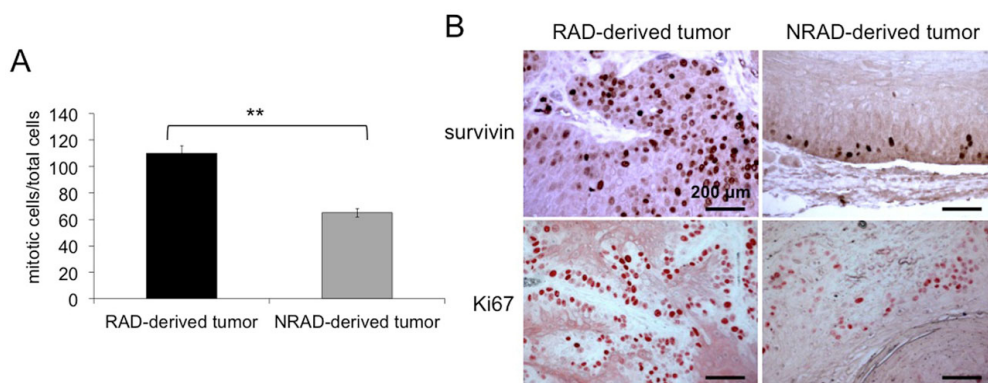 A
mitotic cells/total cells
140
120
100
80
60
40
20
0
**
RAD-derived tumor
NRAD-derived tumor
B
RAD-derived tumor
NRAD-derived tumor
survivin
200 µm
Ki67